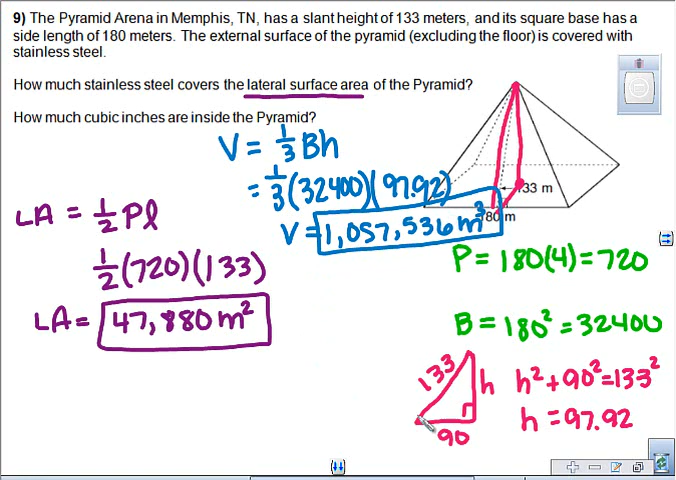 9) The Pyramid Arena in Memphis, TN, has a slant height of 133 meters, and its square base has a
side length of 180 meters. The external surface of the pyramid (excluding the floor) is covered with
stainless steel.
How much stainless steel covers the lateral surface area of the Pyramid?
How much cubic inches are inside the Pyramid?
V = 1/3 Bh
= 1/3 (32400)(97.92)
V = 1,057,536 m³
133 m
180 m
LA = 1/2 Pl
1/2 (720)(133)
LA = 47,880 m²
P = 180(4) = 720
B = 180² = 32400
133
h
90
h² + 90² = 133²
h = 97.92